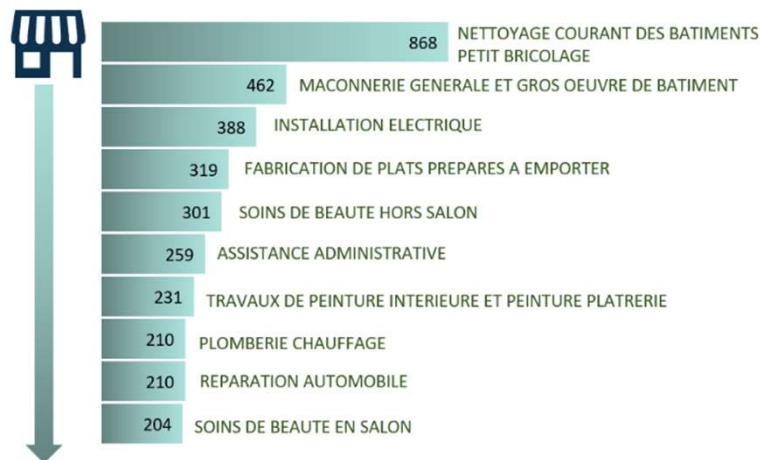 868 NETTOYAGE COURANT DES BATIMENTS
PETIT BRICOLAGE
462 MACONNERIE GENERALE ET GROS OEUVRE DE BATIMENT
388 INSTALLATION ELECTRIQUE
319 FABRICATION DE PLATS PREPARES A EMPORTER
301 SOINS DE BEAUTE HORS SALON
259 ASSISTANCE ADMINISTRATIVE
231 TRAVAUX DE PEINTURE INTERIEURE ET PEINTURE PLATRERIE
210 PLOMBERIE CHAUFFAGE
210 REPARATION AUTOMOBILE
204 SOINS DE BEAUTE EN SALON